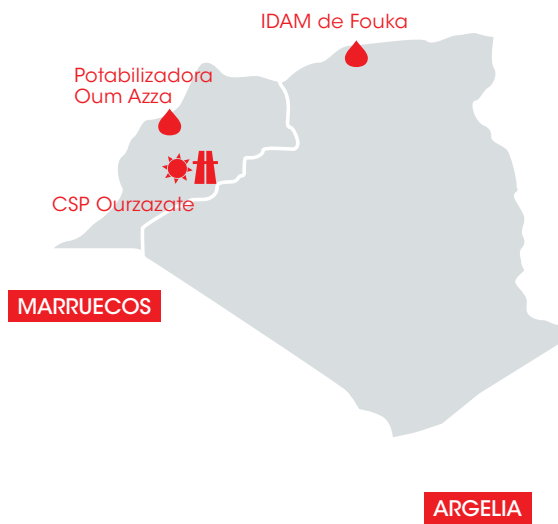 IDAM de Fouka
Potabilizadora
Oum Azza
CSP Ourzazate
MARRUECOS
ARGELIA